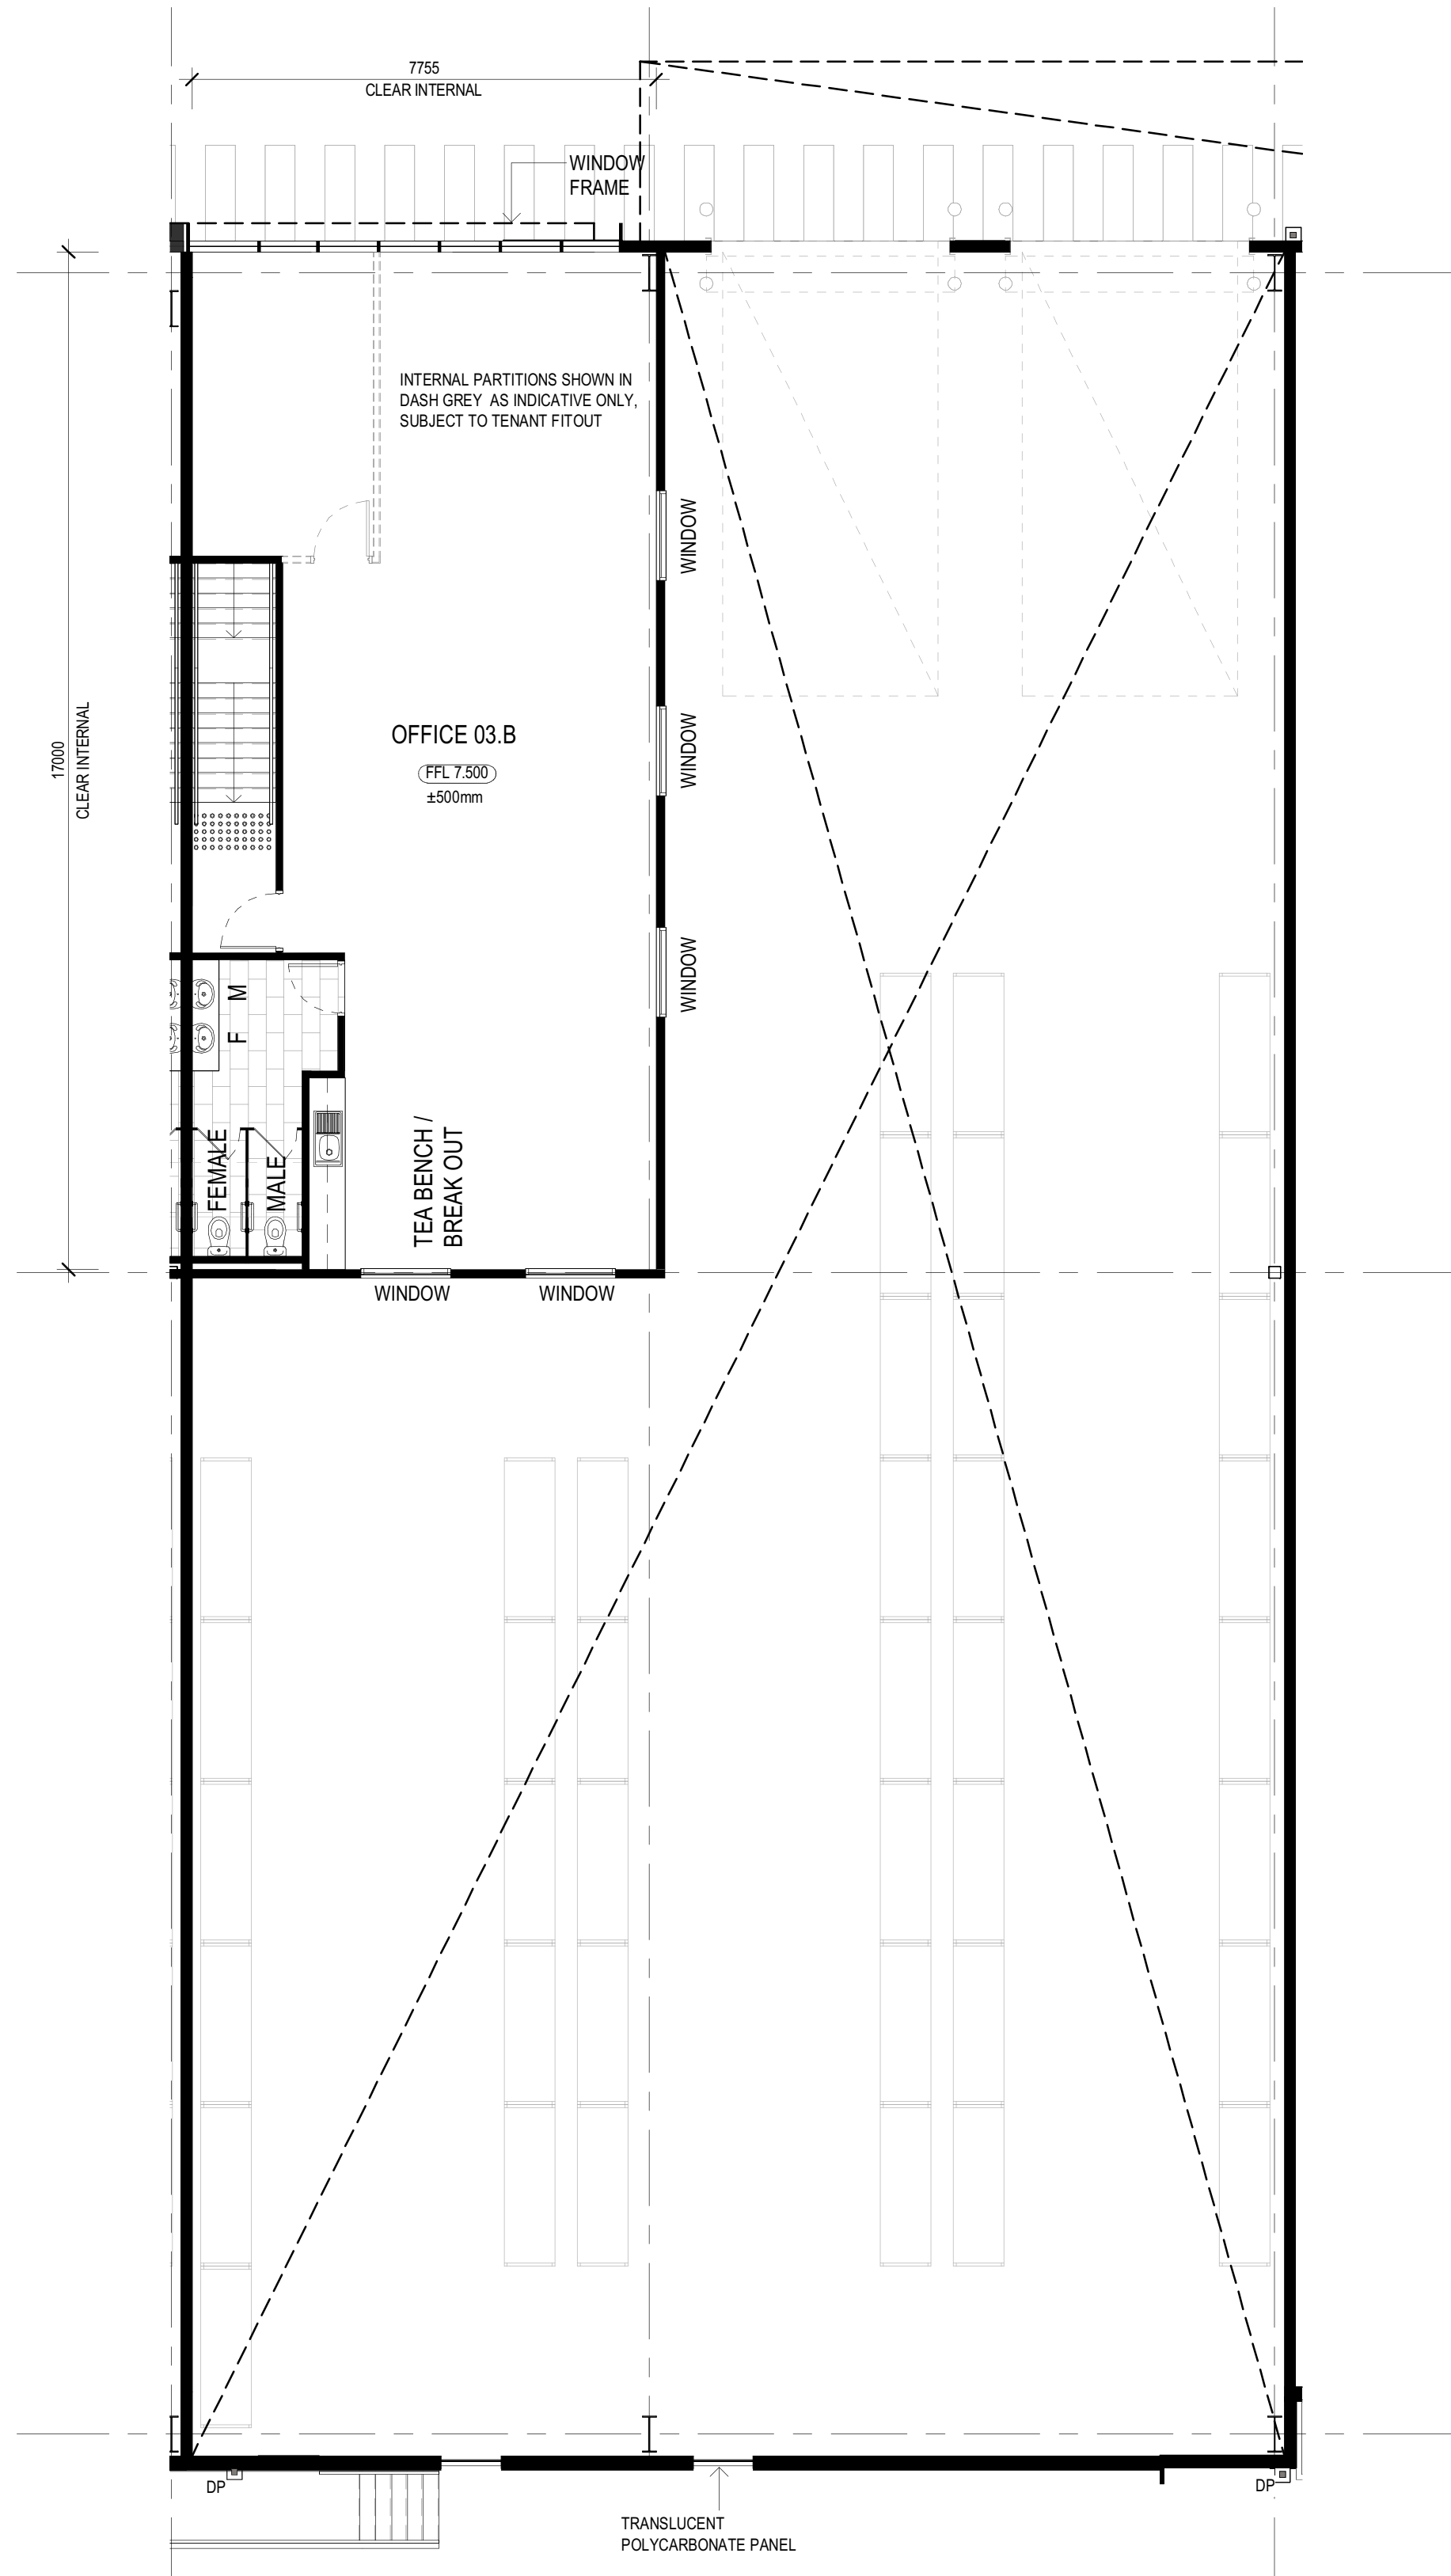 7755
CLEAR INTERNAL
WINDOW
FRAME
INTERNAL PARTITIONS SHOWN IN
DASH GREY AS INDICATIVE ONLY,
SUBJECT TO TENANT FITOUT
WINDOW
17000
CLEAR INTERNAL
OFFICE 03.B
FFL 7.500
±500mm
WINDOW
WINDOW
F M
FEMALE
MALE
TEA BENCH /
BREAK OUT
WINDOW
WINDOW
DP
DP
TRANSLUCENT
POLYCARBONATE PANEL